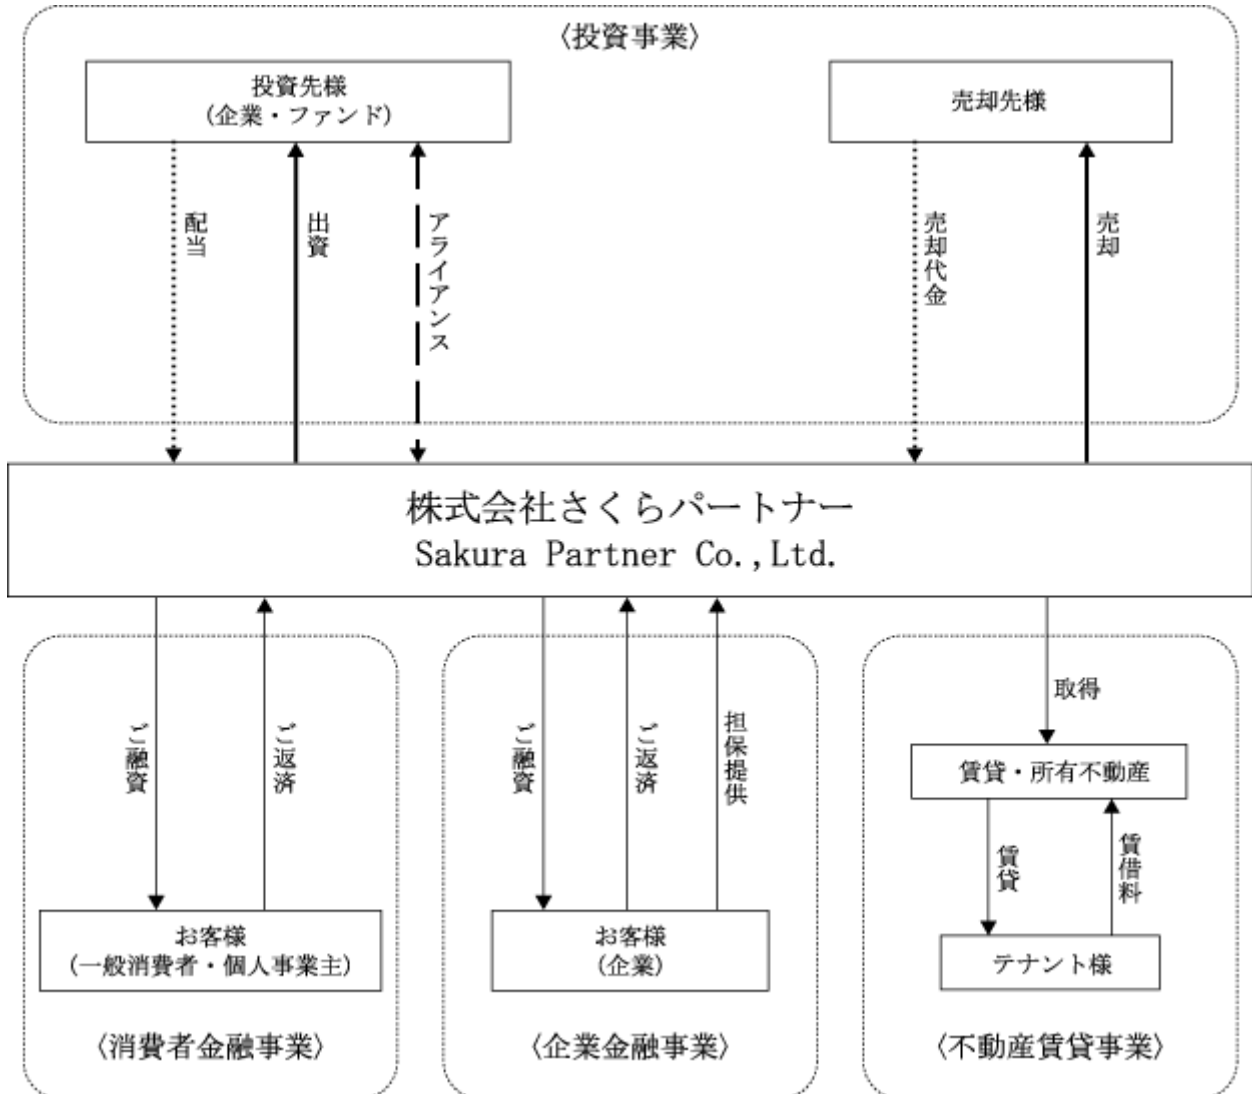 〈投資事業〉
投資先様
(企業・ファンド)
売却先様
配当
出資
アライアンス
売却代金
売却
株式会社さくらパートナー
Sakura Partner Co.,Ltd.
ご融資
ご返済
ご融資
ご返済
担保提供
取得
賃貸・所有不動産
賃貸
賃借料
お客様
(一般消費者・個人事業主)
お客様
(企業)
テナント様
〈消費者金融事業〉
〈企業金融事業〉
〈不動産賃貸事業〉